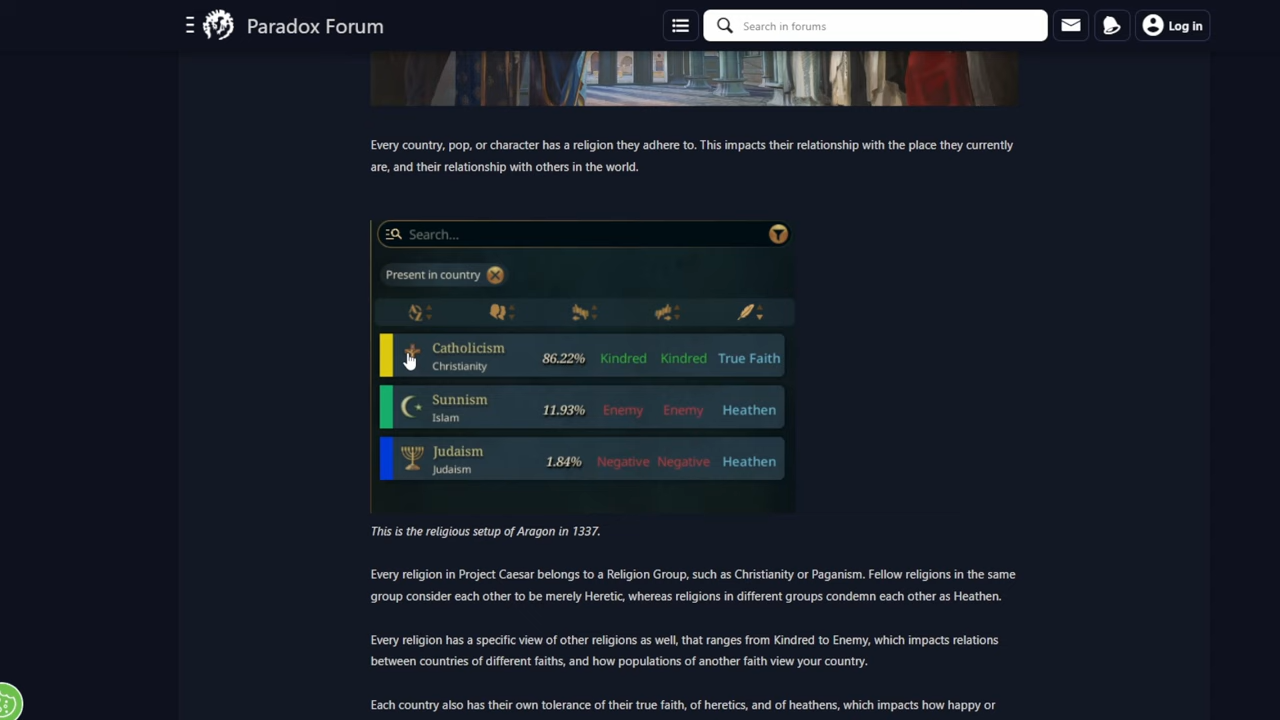 Paradox Forum
Search in forums
Log in
Every country, pop, or character has a religion they adhere to. This impacts their relationship with the place they currently
are, and their relationship with others in the world.
Search...
Present in country
Catholicism
Christianity
86.22% Kindred Kindred True Faith
Sunnism
Islam
11.93% Enemy Enemy Heathen
Judaism
Judaism
1.84% Negative Negative Heathen
This is the religious setup of Aragon in 1337.
Every religion in Project Caesar belongs to a Religion Group, such as Christianity or Paganism. Fellow religions in the same
group consider each other to be merely Heretic, whereas religions in different groups condemn each other as Heathen.
Every religion has a specific view of other religions as well, that ranges from Kindred to Enemy, which impacts relations
between countries of different faiths, and how populations of another faith view your country.
Each country also has their own tolerance of their true faith, of heretics, and of heathens, which impacts how happy or